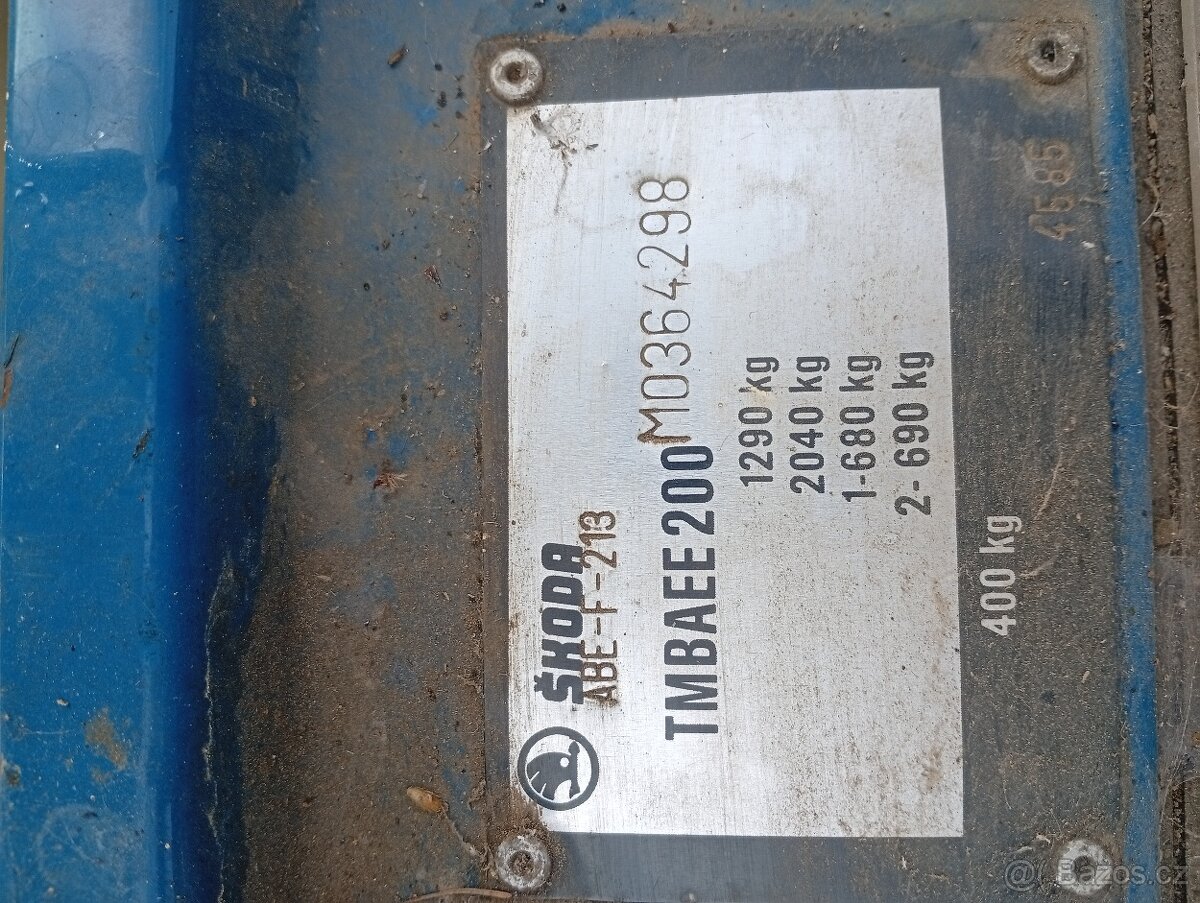 ŠKODA
ABE-F-213
TMBAEE200M0364298
1290 kg
2040 kg
1-680 kg
2- 690 kg
400 kg
4585
@ Bazos.cz